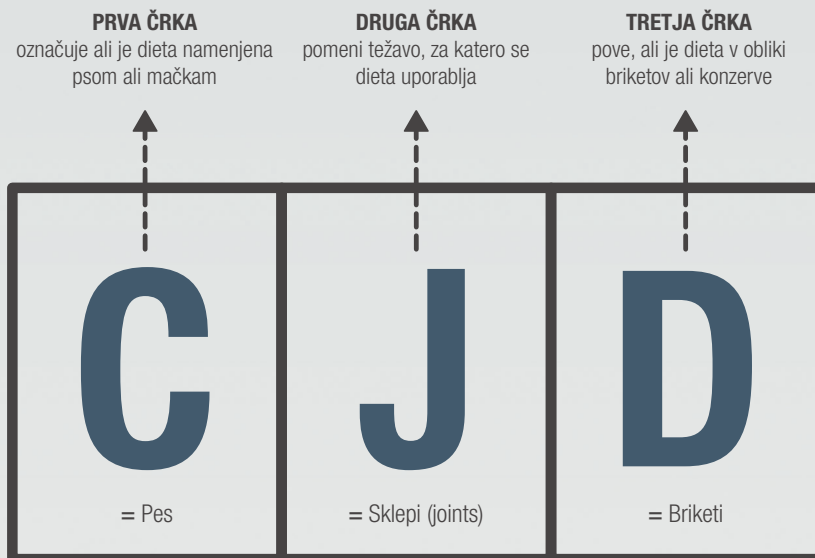 PRVA ČRKA
označuje ali je dieta namenjena
psom ali mačkam
DRUGA ČRKA
pomeni težavo, za katero se
dieta uporablja
TRETJA ČRKA
pove, ali je dieta v obliki
briketov ali konzerve
C
= Pes
J
= Sklepi (joints)
D
= Briketi